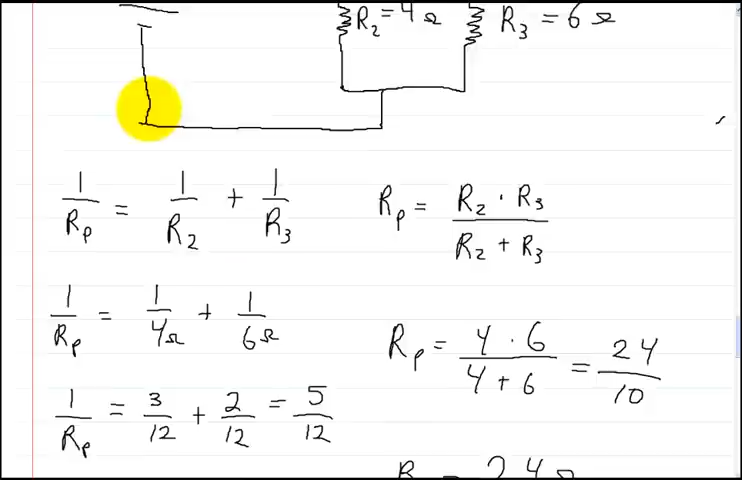 R₂ = 4 Ω R₃ = 6 Ω
1/Rₚ = 1/R₂ + 1/R₃
Rₚ = (R₂ · R₃)/(R₂ + R₃)
1/Rₚ = 1/4Ω + 1/6Ω
Rₚ = (4 · 6)/(4 + 6) = 24/10
1/Rₚ = 3/12 + 2/12 = 5/12